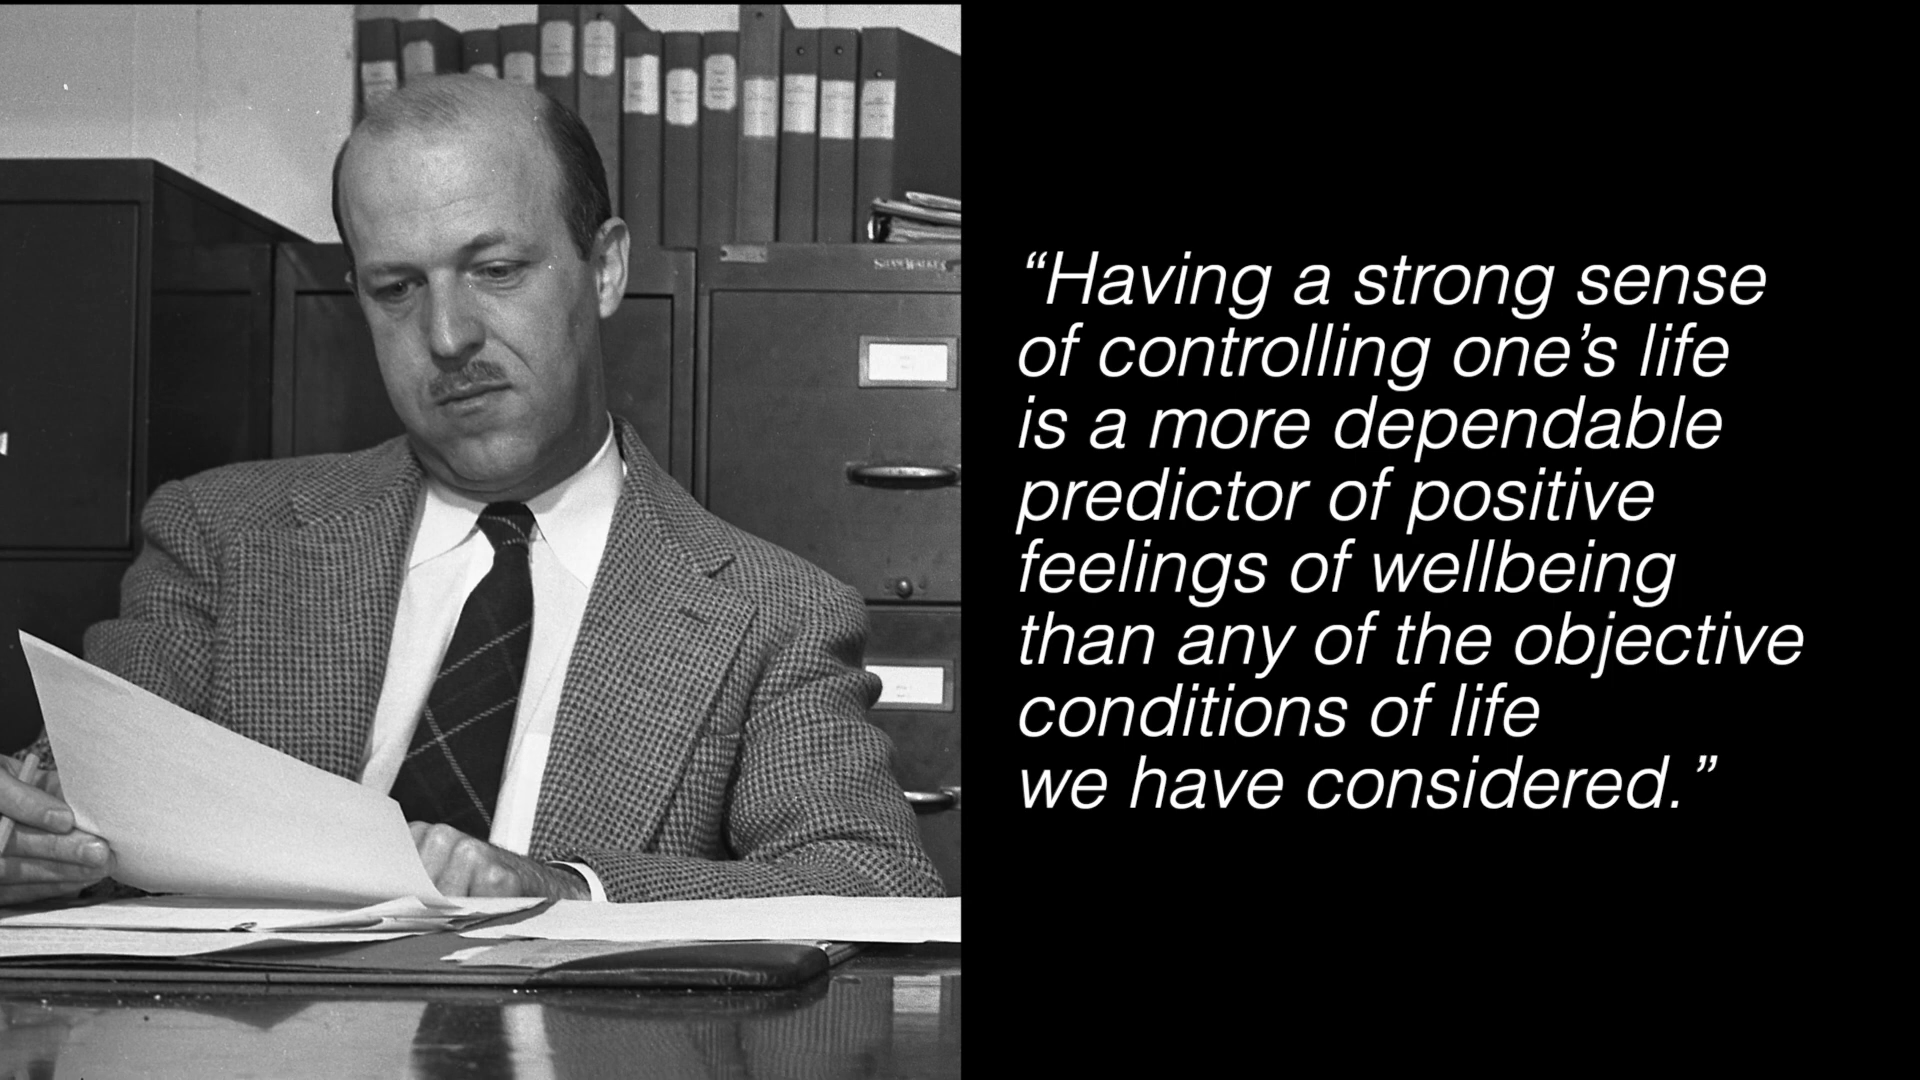 “Having a strong sense
of controlling one’s life
is a more dependable
predictor of positive
feelings of wellbeing
than any of the objective
conditions of life
we have considered.”